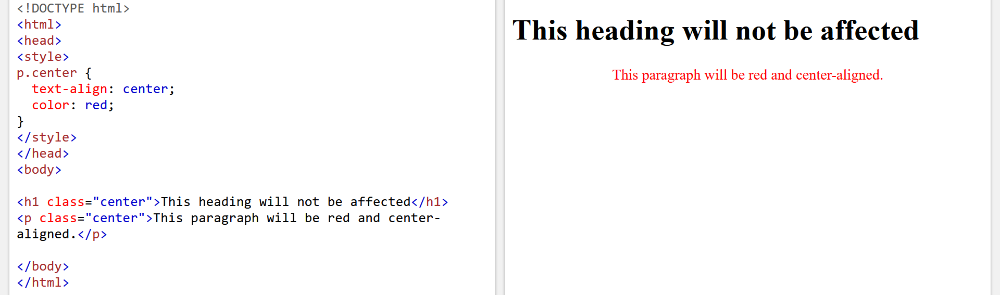 <!DOCTYPE html>
<html>
<head>
<style>
p.center {
  text-align: center;
  color: red;
}
</style>
</head>
<body>

<h1 class="center">This heading will not be affected</h1>
<p class="center">This paragraph will be red and center-
aligned.</p>

</body>
</html>
This heading will not be affected
This paragraph will be red and center-aligned.